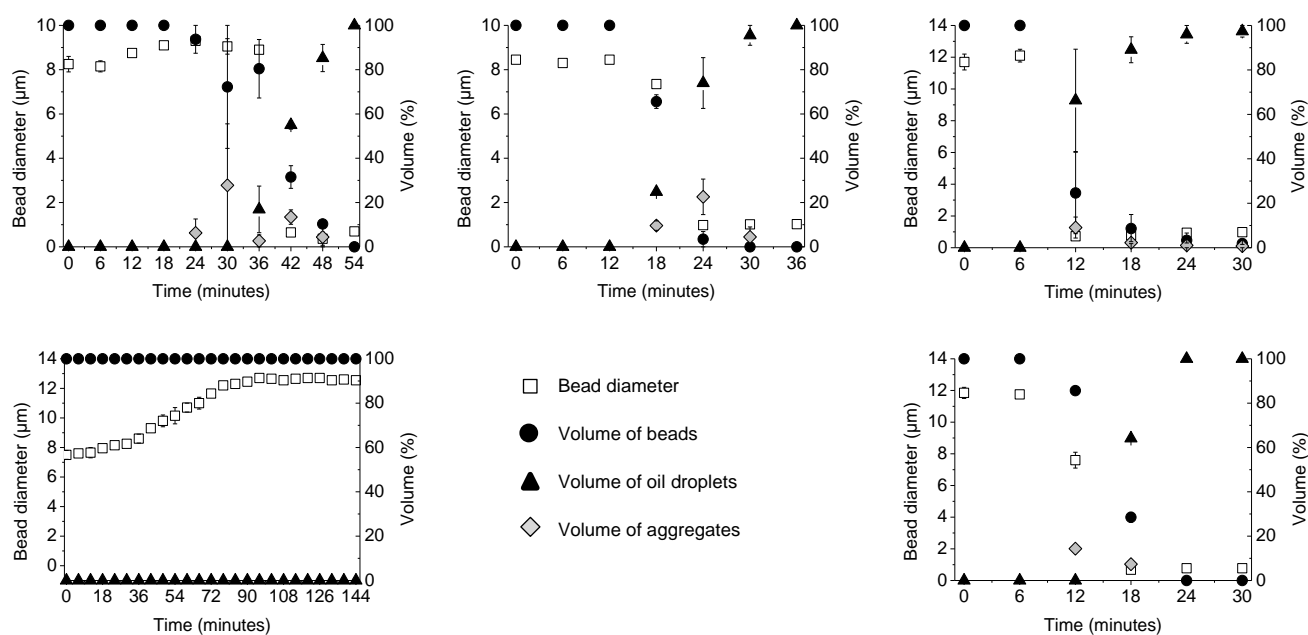 10
8
6
4
2
0
Bead diameter (µm)
100
80
60
40
20
0
Volume (%)
0 6 12 18 24 30 36 42 48 54
Time (minutes)
10
8
6
4
2
0
Bead diameter (µm)
100
80
60
40
20
0
Volume (%)
0 6 12 18 24 30 36
Time (minutes)
14
12
10
8
6
4
2
0
Bead diameter (µm)
100
80
60
40
20
0
Volume (%)
0 6 12 18 24 30
Time (minutes)
14
12
10
8
6
4
2
0
Bead diameter (µm)
100
80
60
40
20
0
Volume (%)
0 18 36 54 72 90 108 126 144
Time (minutes)
Bead diameter
Volume of beads
Volume of oil droplets
Volume of aggregates
14
12
10
8
6
4
2
0
Bead diameter (µm)
100
80
60
40
20
0
Volume (%)
0 6 12 18 24 30
Time (minutes)